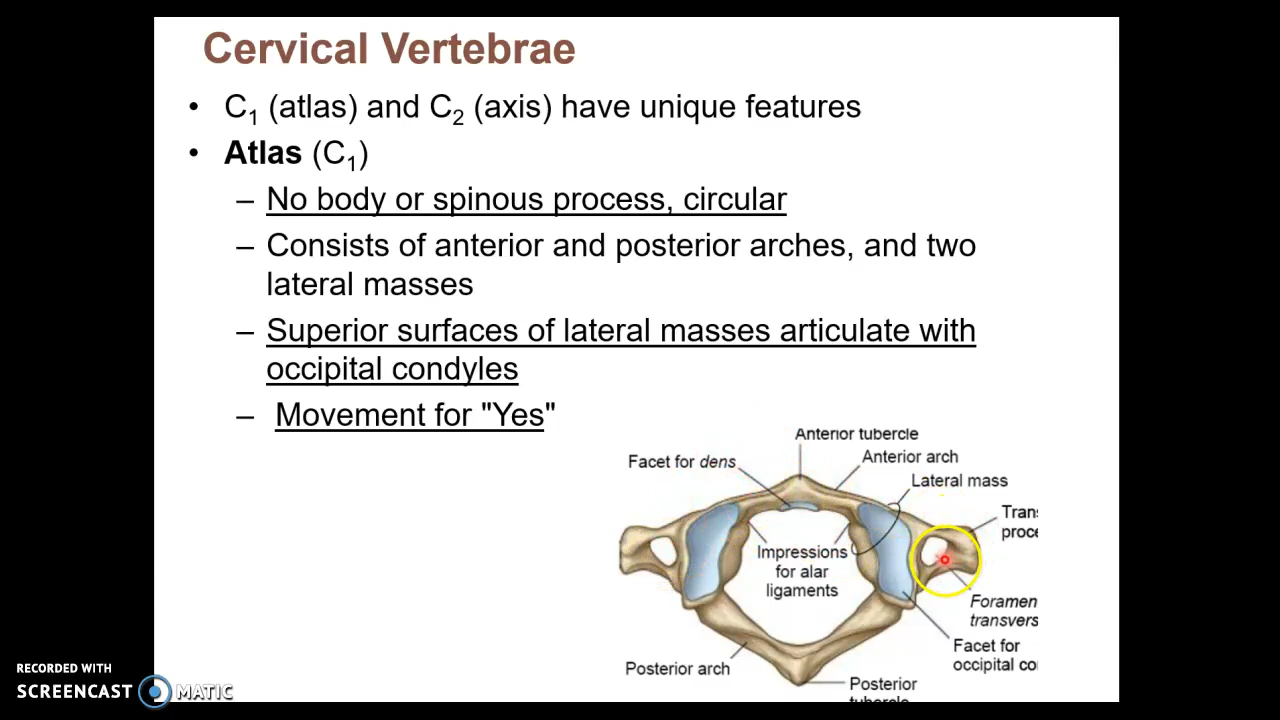 Cervical Vertebrae
• C1 (atlas) and C2 (axis) have unique features
• Atlas (C1)
– No body or spinous process, circular
– Consists of anterior and posterior arches, and two
lateral masses
– Superior surfaces of lateral masses articulate with
occipital condyles
– Movement for "Yes"
Anterior tubercle
Facet for dens
Anterior arch
Lateral mass
Trans
proce
Impressions
for alar
ligaments
Foramen
transvers
Facet for
occipital co
Posterior arch
Posterior
tubercle
RECORDED WITH
SCREENCAST MATIC